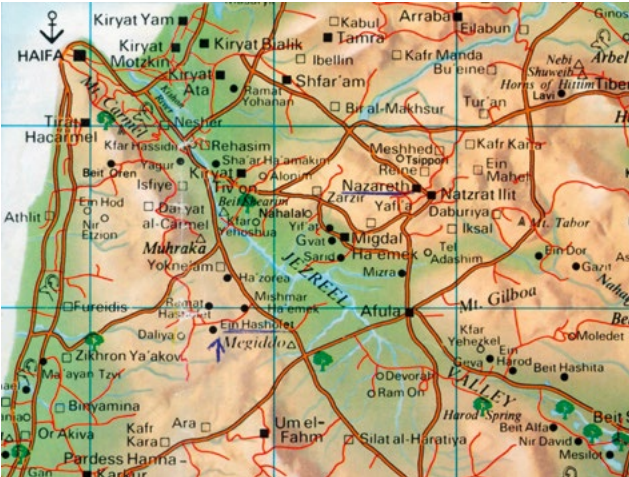 Kiryat Yam
Kabul
Arraba
Eilabun
Ginos
HAIFA
Kiryat
Motzkin
Kiryat Bialik
Tamra
Ibellin
Kafr Manda
Bu'eine
Nebi
Shuweib
Arbel
Kiryat
Ata
Shfar'am
Horns of Hittim
Tiber
Lavi
Mt. Carmel
Kishon
River
Ramat
Yohanan
Bir al-Makshur
Tur'an
Tirat
Hacarmel
Nesher
Kfar Hassidim
Rehasim
Meshhed
Tsippori
Kafr Kana
Yagur
Sha'ar Ha'amakim
Reine
Ein
Mahel
Beit Oren
Kiryat
Tiv'on
Alonim
Nazareth
Natzrat Illit
Isfiye
Zarzir
Yafi'a
Ein Hod
Daliyat
al-Carmel
Beit Shearim
Nahalal
Daburiya
Athlit
Nir
Etzion
Kfar
Yehoshua
Yif'at
Gvat
Migdal
Ha'emek
Iksal
Mt. Tabor
Muhraka
Sarid
Tel
Adashim
Ein Dor
Yokne'am
JEZREEL
Mizra
Gazit
Ha'zorea
Fureidis
Ramat
Mishmar
Ha'emek
Afula
Mt. Gilboa
Daliya
Ein Hashofet
Megiddo
Kfar
Yehezkel
Moledet
Zikhron Ya'akov
Geva
Ein
Harod
Beit Hashita
Ma'ayan Tzvi
Devorah
VALLEY
Ram On
Binyamina
Harod Spring
Or Akiva
Kafr
Kara
Ara
Um el-
Fahm
Silat al-Haratiya
Beit Alfa
Beit S
Nir David
Mesilot
Pardess Hanna-
Karkur
Gan